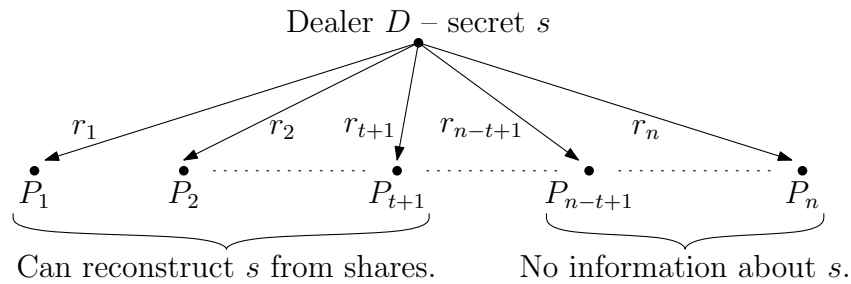 Dealer D – secret s
r₁ r₂ rₜ₊₁ rₙ₋ₜ₊₁ rₙ
P₁ P₂ Pₜ₊₁ Pₙ₋ₜ₊₁ Pₙ
Can reconstruct s from shares. No information about s.